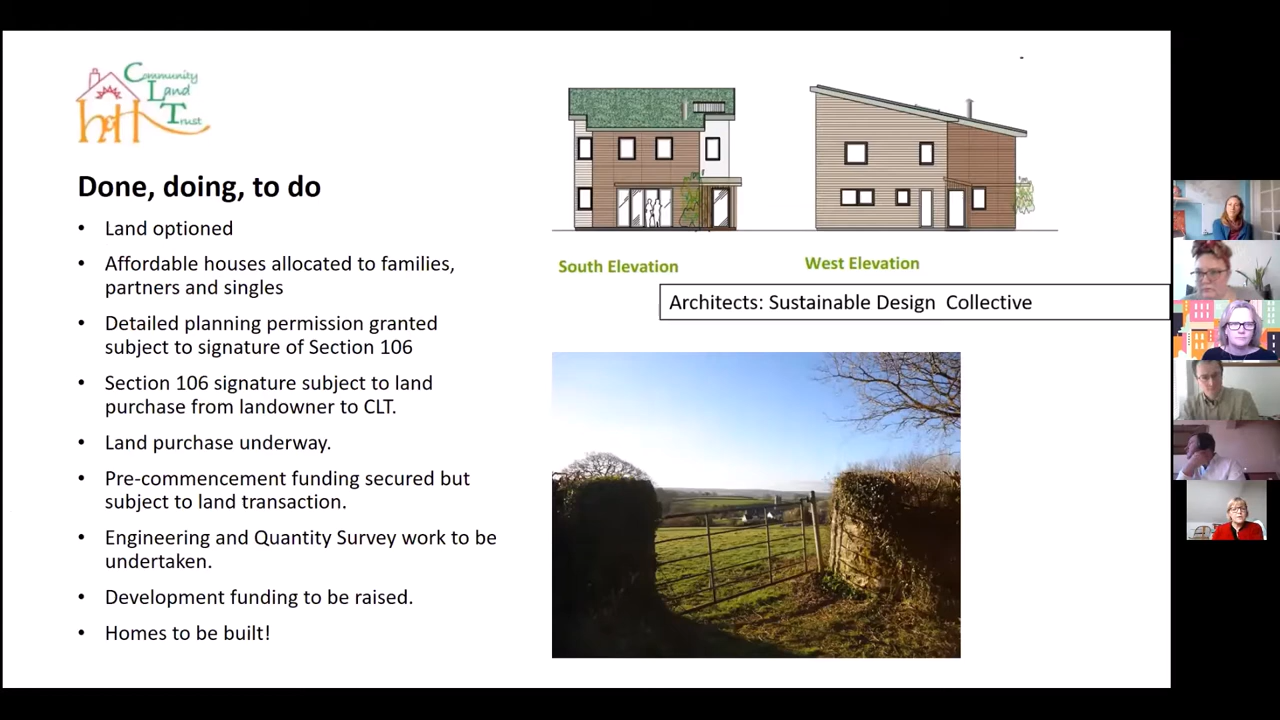 Community
Land
Trust
hett
Done, doing, to do
• Land optioned
• Affordable houses allocated to families,
partners and singles
• Detailed planning permission granted
subject to signature of Section 106
• Section 106 signature subject to land
purchase from landowner to CLT.
• Land purchase underway.
• Pre-commencement funding secured but
subject to land transaction.
• Engineering and Quantity Survey work to be
undertaken.
• Development funding to be raised.
• Homes to be built!
South Elevation
West Elevation
Architects: Sustainable Design Collective